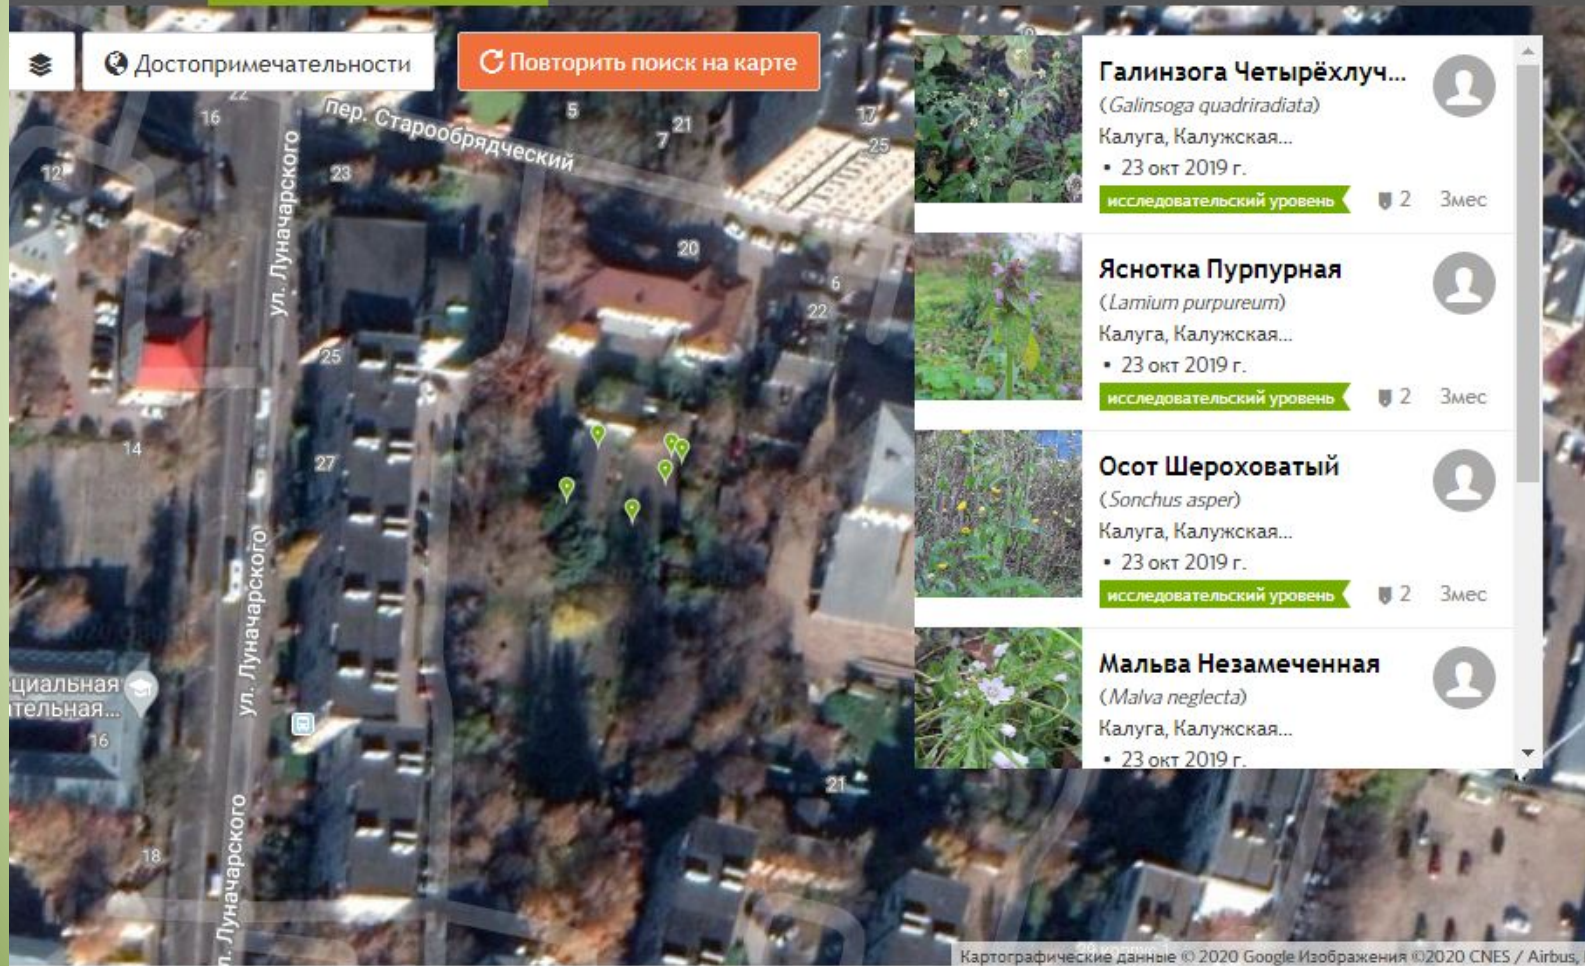 Достопримечательности
Повторить поиск на карте
22
16
пер. Старообрядческий
5
7
21
17
25
12
23
ул. Луначарского
20
6
22
25
14
27
ул. Луначарского
циальная
ательная...
16
21
18
ул. Луначарского
Галинзога Четырёхлуч...
(Galinsoga quadriradiata)
Калуга, Калужская...
• 23 окт 2019 г.
исследовательский уровень 2 3мес
Яснотка Пурпурная
(Lamium purpureum)
Калуга, Калужская...
• 23 окт 2019 г.
исследовательский уровень 2 3мес
Осот Шероховатый
(Sonchus asper)
Калуга, Калужская...
• 23 окт 2019 г.
исследовательский уровень 2 3мес
Мальва Незамеченная
(Malva neglecta)
Калуга, Калужская...
• 23 окт 2019 г.
Картографические данные © 2020 Google Изображения ©2020 CNES / Airbus,